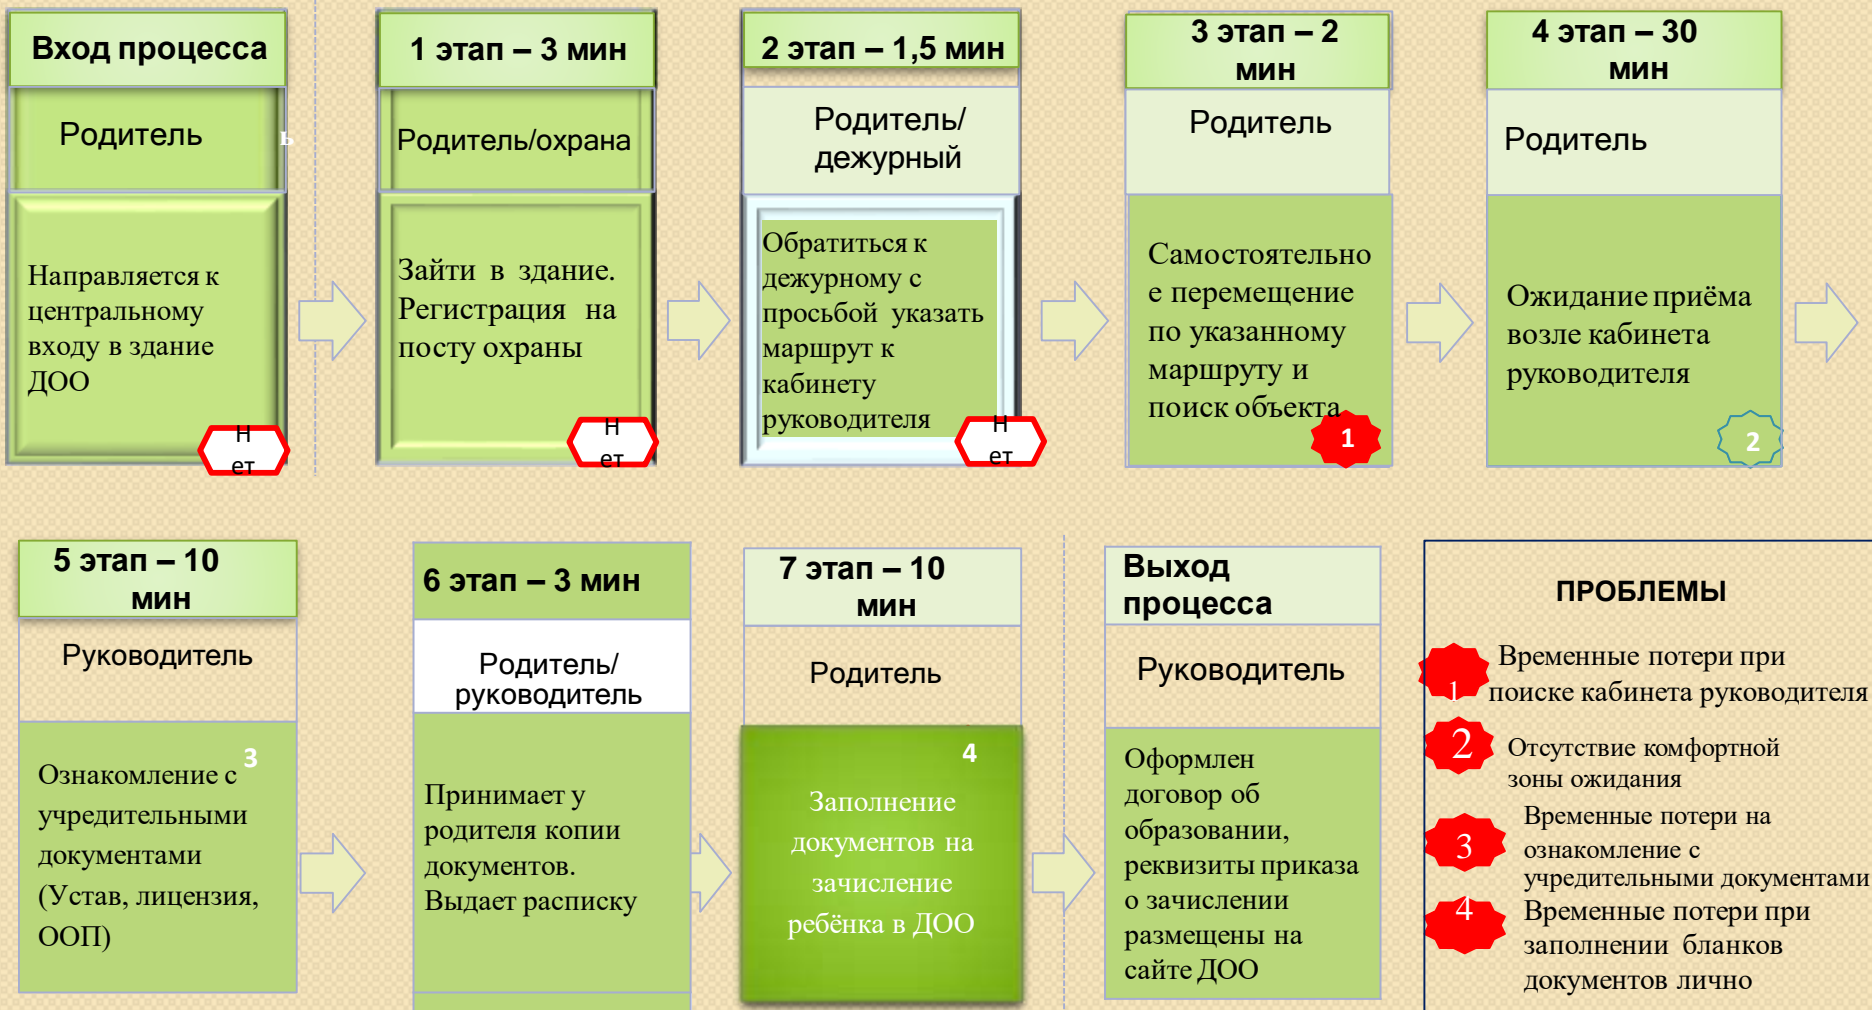 Вход процесса
Родитель
ь
Направляется к
центральному
входу в здание
ДОО
Н
ет
1 этап – 3 мин
Родитель/охрана
Зайти в здание.
Регистрация на
посту охраны
Н
ет
2 этап – 1,5 мин
Родитель/
дежурный
Обратиться к
дежурному с
просьбой указать
маршрут к
кабинету
руководителя
Н
ет
3 этап – 2
мин
Родитель
Самостоятельно
е перемещение
по указанному
маршруту и
поиск объекта
1
4 этап – 30
мин
Родитель
Ожидание приёма
возле кабинета
руководителя
2
5 этап – 10
мин
Руководитель
3
Ознакомление с
учредительными
документами
(Устав, лицензия,
ООП)
6 этап – 3 мин
Родитель/
руководитель
Принимает у
родителя копии
документов.
Выдает расписку
7 этап – 10
мин
Родитель
4
Заполнение
документов на
зачисление
ребёнка в ДОО
Выход
процесса
Руководитель
Оформлен
договор об
образовании,
реквизиты приказа
о зачислении
размещены на
сайте ДОО
ПРОБЛЕМЫ
Временные потери при
1 поиске кабинета руководителя
2 Отсутствие комфортной
зоны ожидания
Временные потери на
3 ознакомление с
учредительными документами
4 Временные потери при
заполнении бланков
документов лично